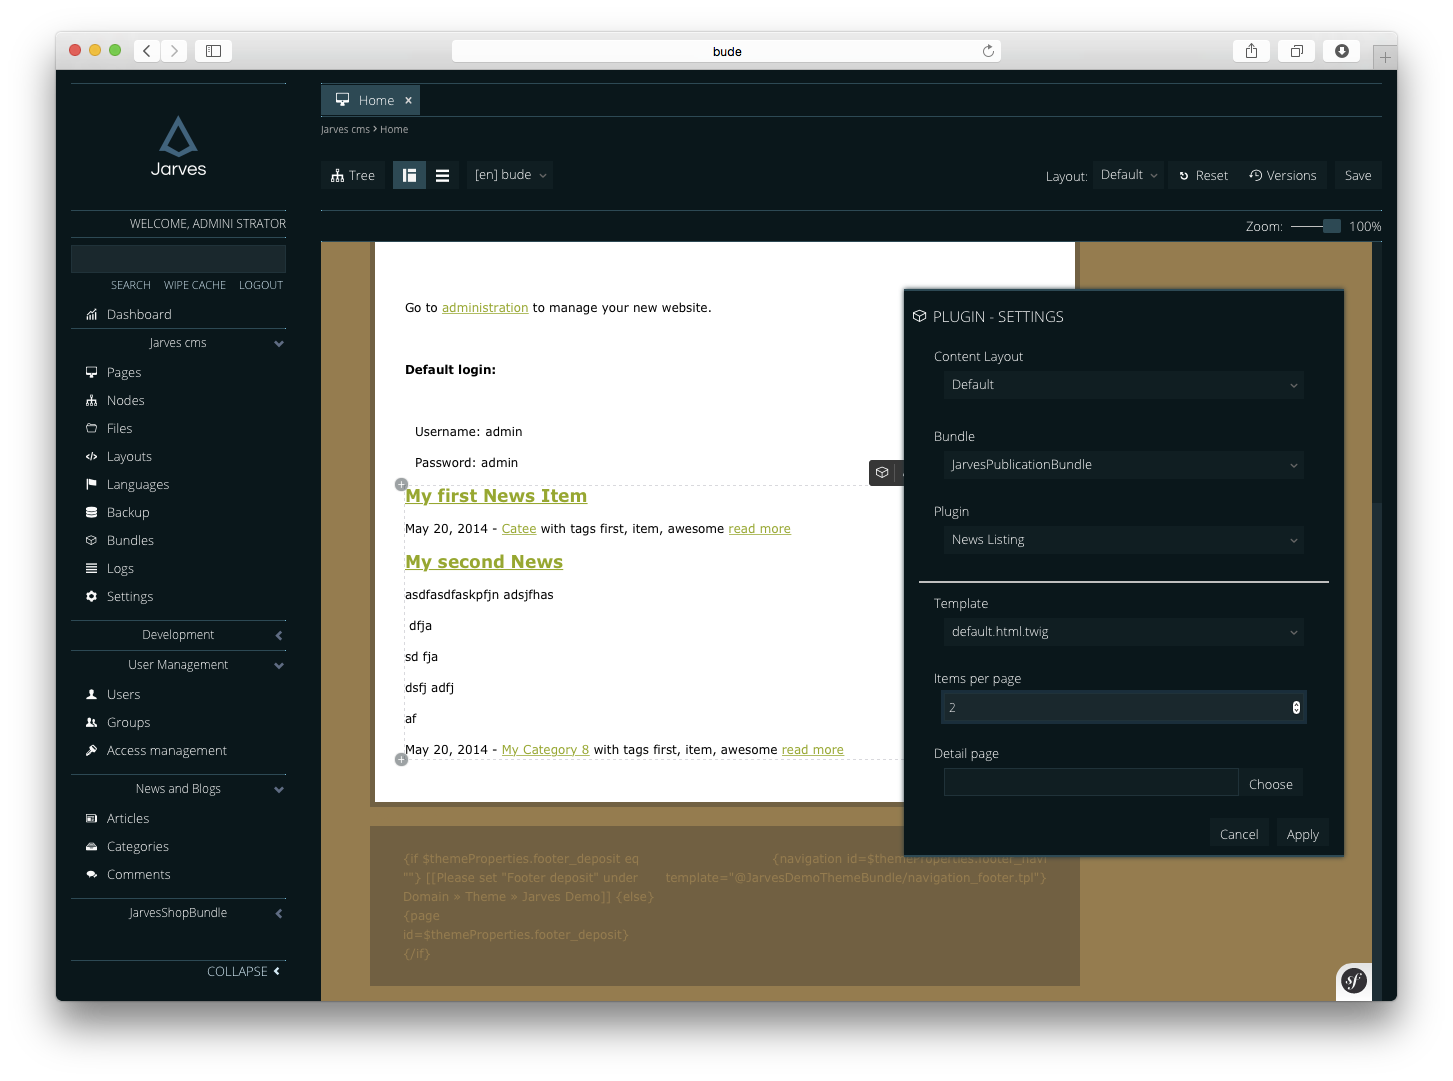 bude
Jarves
WELCOME, ADMINI STRATOR
SEARCH WIPE CACHE LOGOUT
Dashboard
Jarves cms
Pages
Nodes
Files
Layouts
Languages
Backup
Bundles
Logs
Settings
Development
User Management
Users
Groups
Access management
News and Blogs
Articles
Categories
Comments
JarvesShopBundle
COLLAPSE
Home x
Jarves cms > Home
Tree
[en] bude
Layout: Default
Reset
Versions
Save
Zoom: 100%
Go to administration to manage your new website.
Default login:
Username: admin
Password: admin
My first News Item
May 20, 2014 - Catee with tags first, item, awesome read more
My second News
asdfasdfaskpfjn adsjfhas
dfja
sd fja
dsfj adfj
af
May 20, 2014 - My Category 8 with tags first, item, awesome read more
{if $themeProperties.footer_deposit eq
""} [[Please set "Footer deposit" under
Domain » Theme » Jarves Demo]] {else}
{page
id=$themeProperties.footer_deposit}
{/if}
{navigation id=$themeProperties.footer_navi
template="@JarvesDemoThemeBundle/navigation_footer.tpl"}
PLUGIN - SETTINGS
Content Layout
Default
Bundle
JarvesPublicationBundle
Plugin
News Listing
Template
default.html.twig
Items per page
2
Detail page
Choose
Cancel Apply
sf